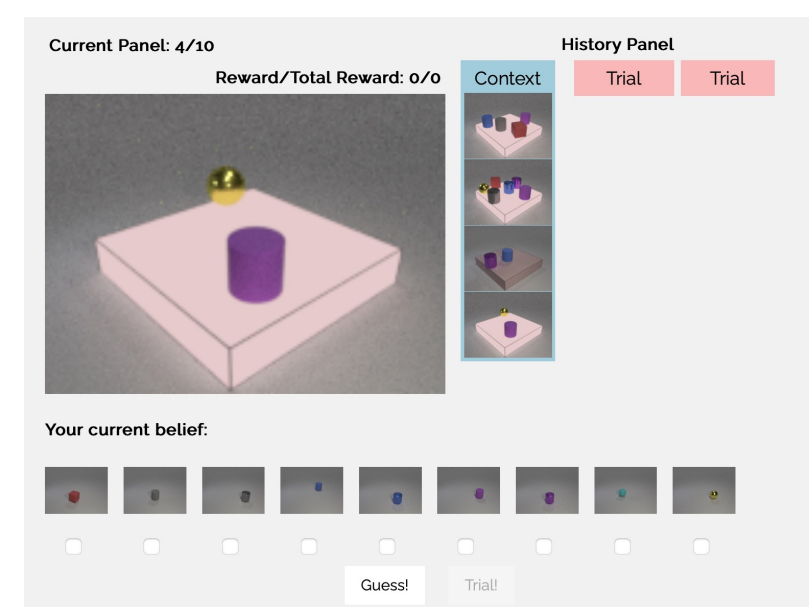 Current Panel: 4/10
History Panel
Reward/Total Reward: 0/0
Context
Trial
Trial
Your current belief:
Guess!
Trial!